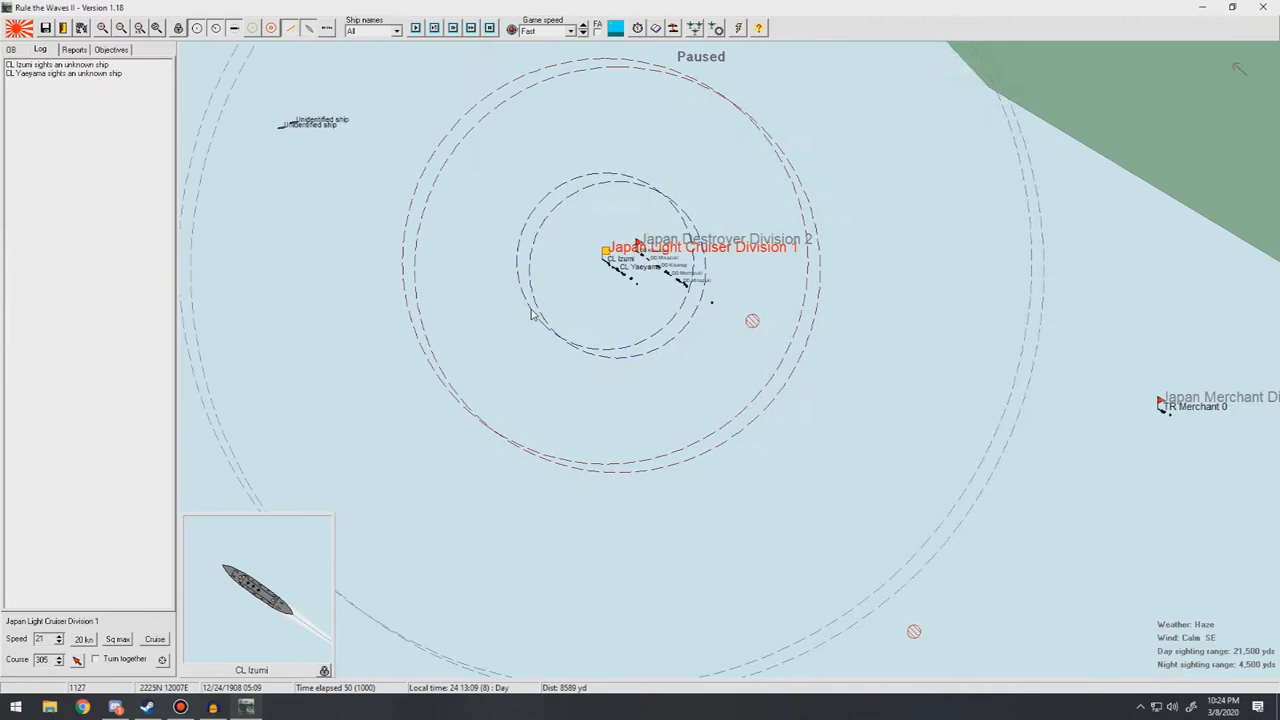 Rule the Waves II - Version 1.18
Ship names
All
Game speed
Fast
FA
OB
Log
Reports
Objectives
CL Izumi sights an unknown ship
CL Yaeyama sights an unknown ship
Paused
Unidentified ship
Unidentified ship
Japan Destroyer Division 2
Japan Light Cruiser Division 1
CL Izumi
CL Yaeyama
Japan Merchant Di
TR Merchant 0
Japan Light Cruiser Division 1
Speed 21 20 kn Sq max Cruise
Course 305 Turn together
CL Izumi
Weather: Haze
Wind: Calm SE
Day sighting range: 21,500 yds
Night sighting range: 4,500 yds
1127 2225N 12007E 12/24/1908 05:09 Time elapsed 50 (1000) Local time: 24.13:09 (8) : Day Dist: 8589 yd
10:24 PM
3/8/2020